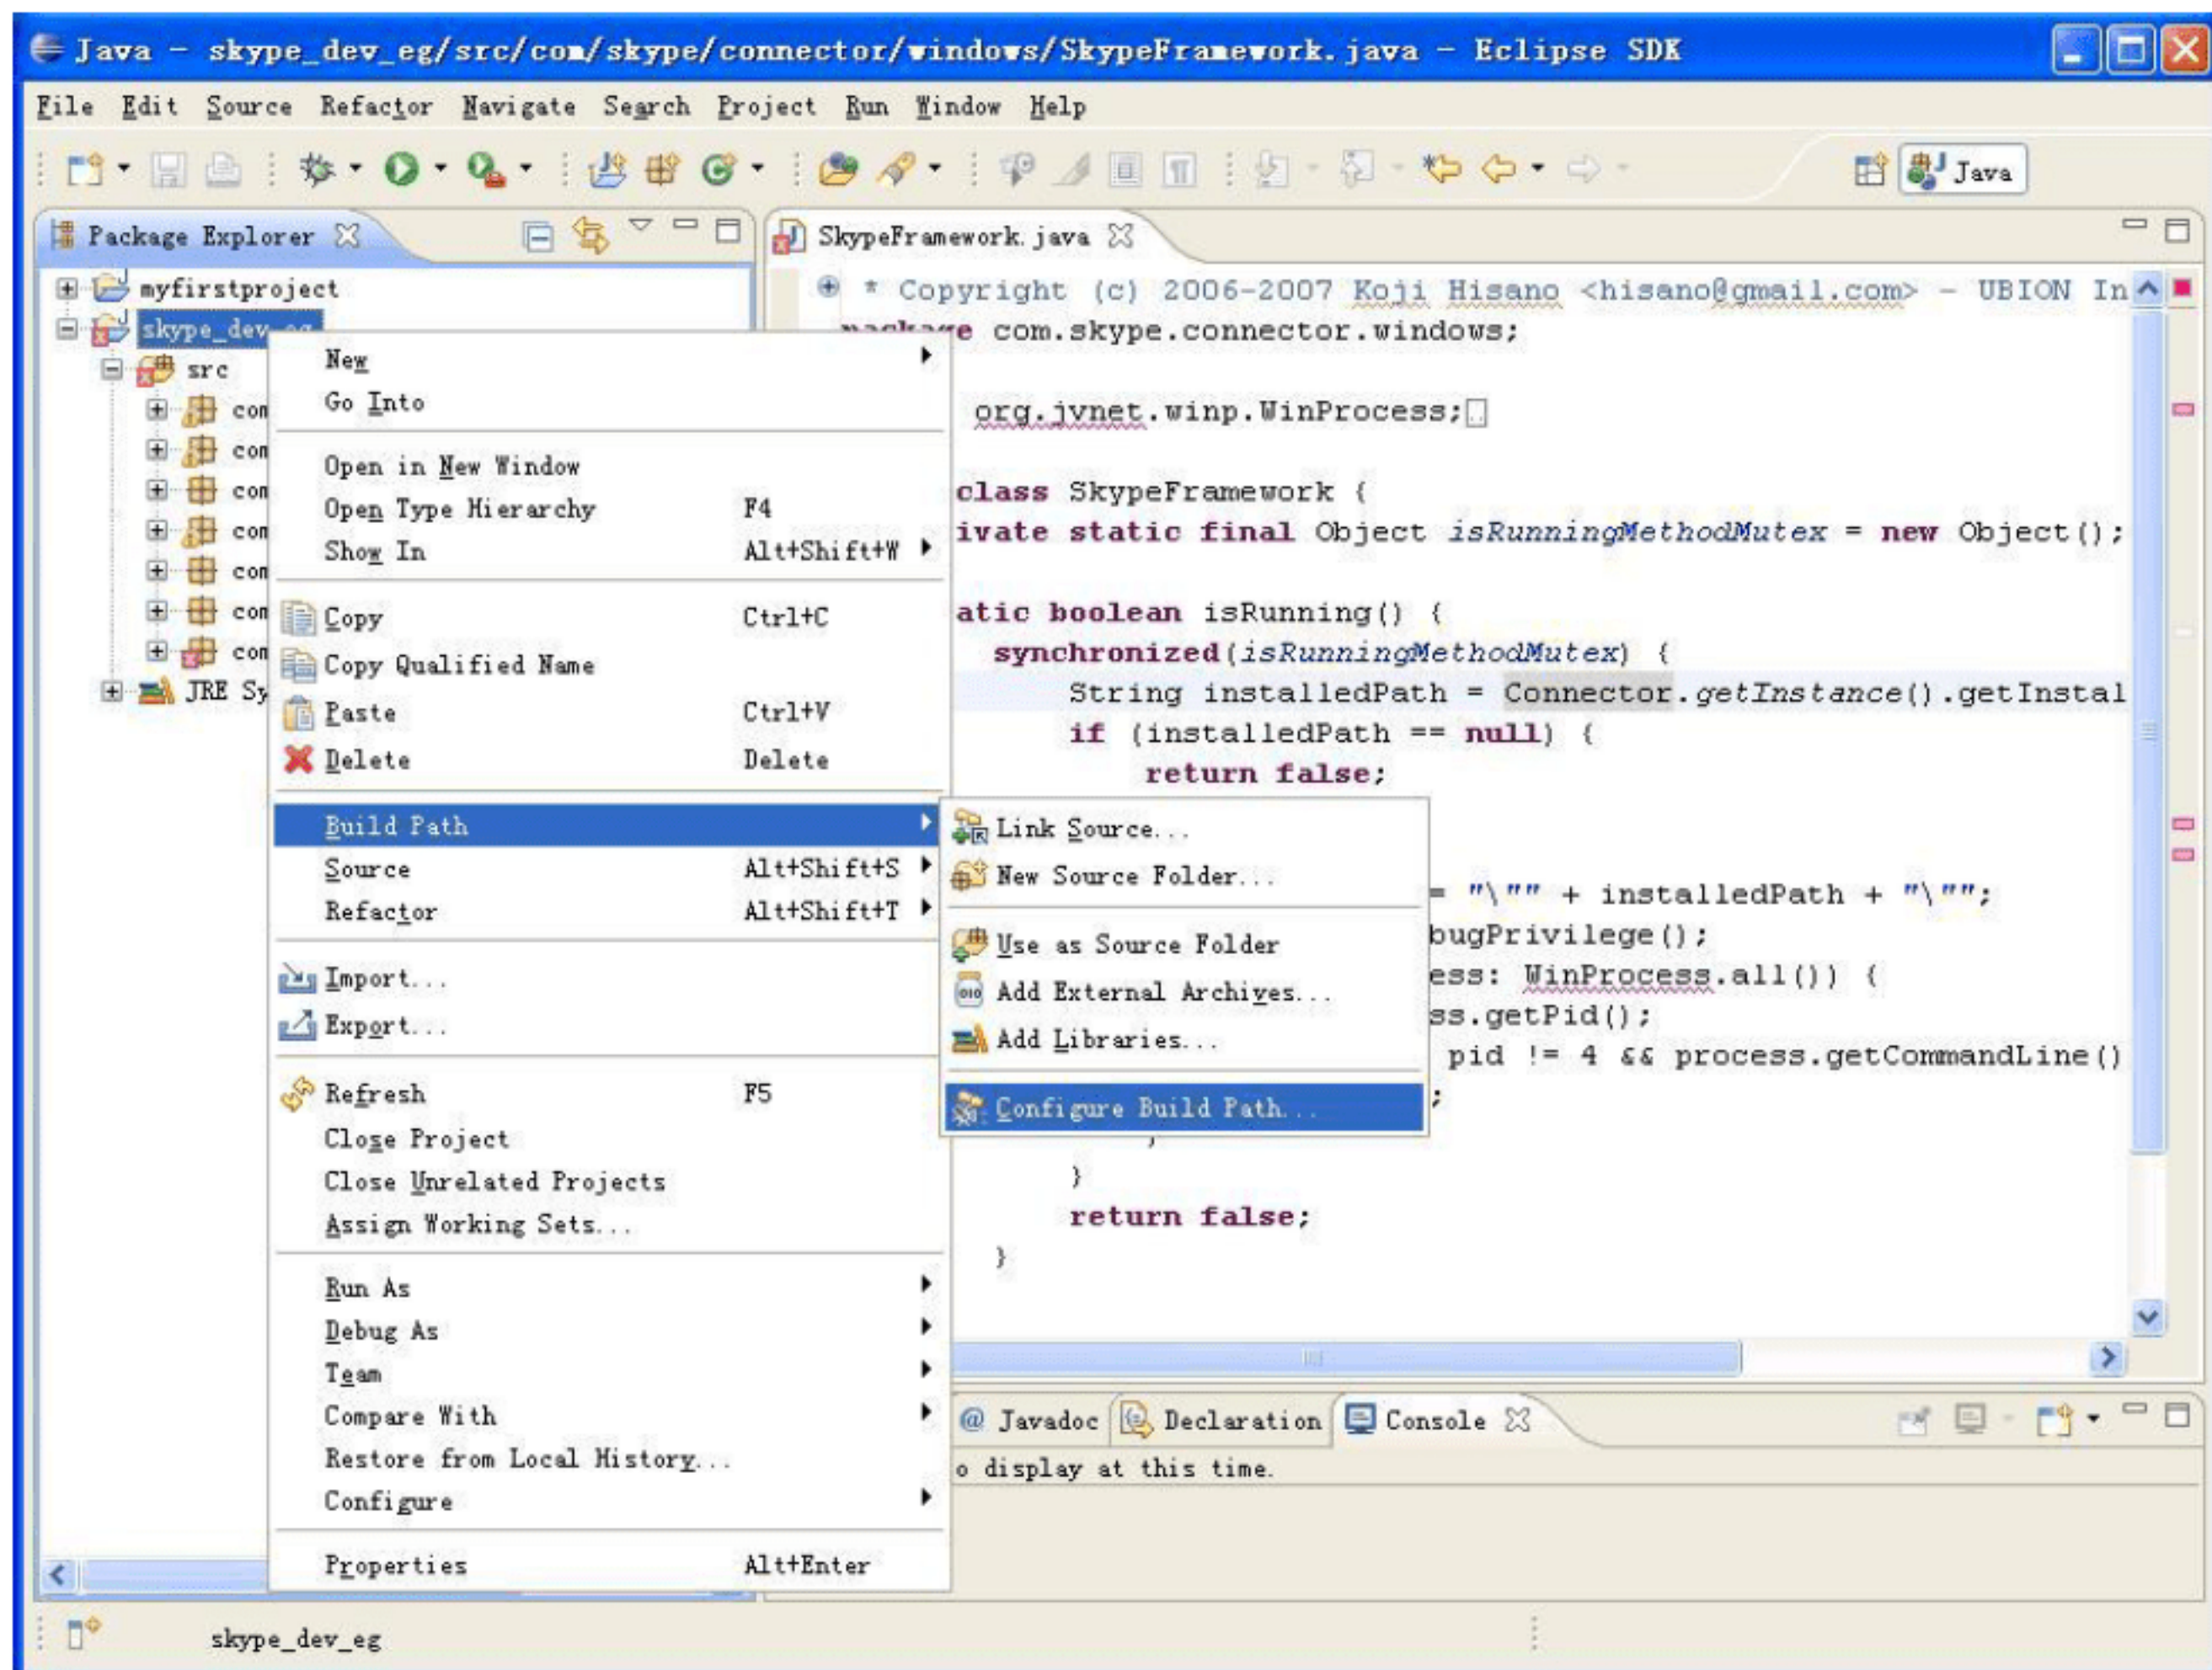 Java - skype_dev_eg/src/com/skype/connector/windows/SkypeFramework.java - Eclipse SDK
File Edit Source Refactor Navigate Search Project Run Window Help
Java
Package Explorer
myfirstproject
skype_dev_eg
src
con
con
con
con
con
con
con
JRE Sy
New
Go Into
Open in New Window
Open Type Hierarchy F4
Show In Alt+Shift+W
Copy Ctrl+C
Copy Qualified Name
Paste Ctrl+V
Delete Delete
Build Path
Source Alt+Shift+S
Refactor Alt+Shift+T
Import...
Export...
Refresh F5
Close Project
Close Unrelated Projects
Assign Working Sets...
Run As
Debug As
Team
Compare With
Restore from Local History...
Configure
Properties Alt+Enter
Link Source...
New Source Folder...
Use as Source Folder
Add External Archives...
Add Libraries...
Configure Build Path...
SkypeFramework.java
* Copyright (c) 2006-2007 Koji Hisano <hisano@gmail.com> - UBION In
package com.skype.connector.windows;
org.jvnet.winp.WinProcess;
class SkypeFramework {
ivate static final Object isRunningMethodMutex = new Object();
atic boolean isRunning() {
synchronized(isRunningMethodMutex) {
String installedPath = Connector.getInstance().getInstal
if (installedPath == null) {
return false;
= "\"" + installedPath + "\"";
bugPrivilege();
ess: WinProcess.all()) {
ss.getPid();
pid != 4 && process.getCommandLine()
;
}
}
return false;
}
@ Javadoc Declaration Console
o display at this time.
skype_dev_eg